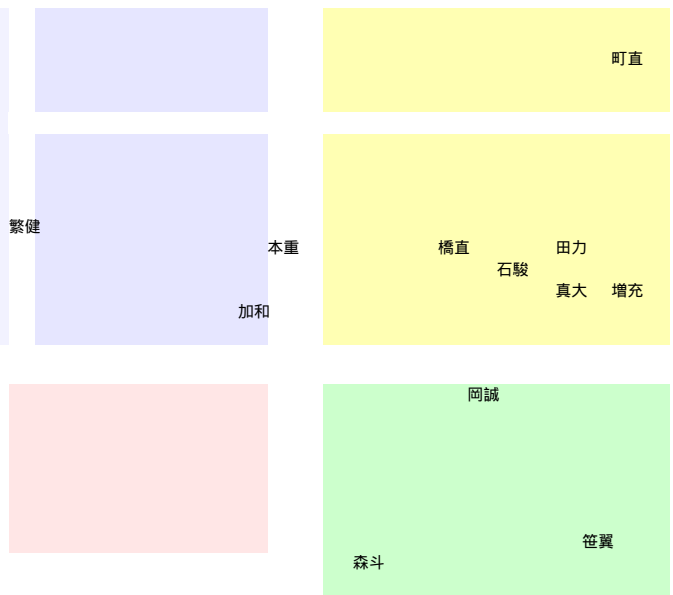 町直
繁健
本重
橋直
田力
石駿
真大
増充
加和
岡誠
笹翼
森斗